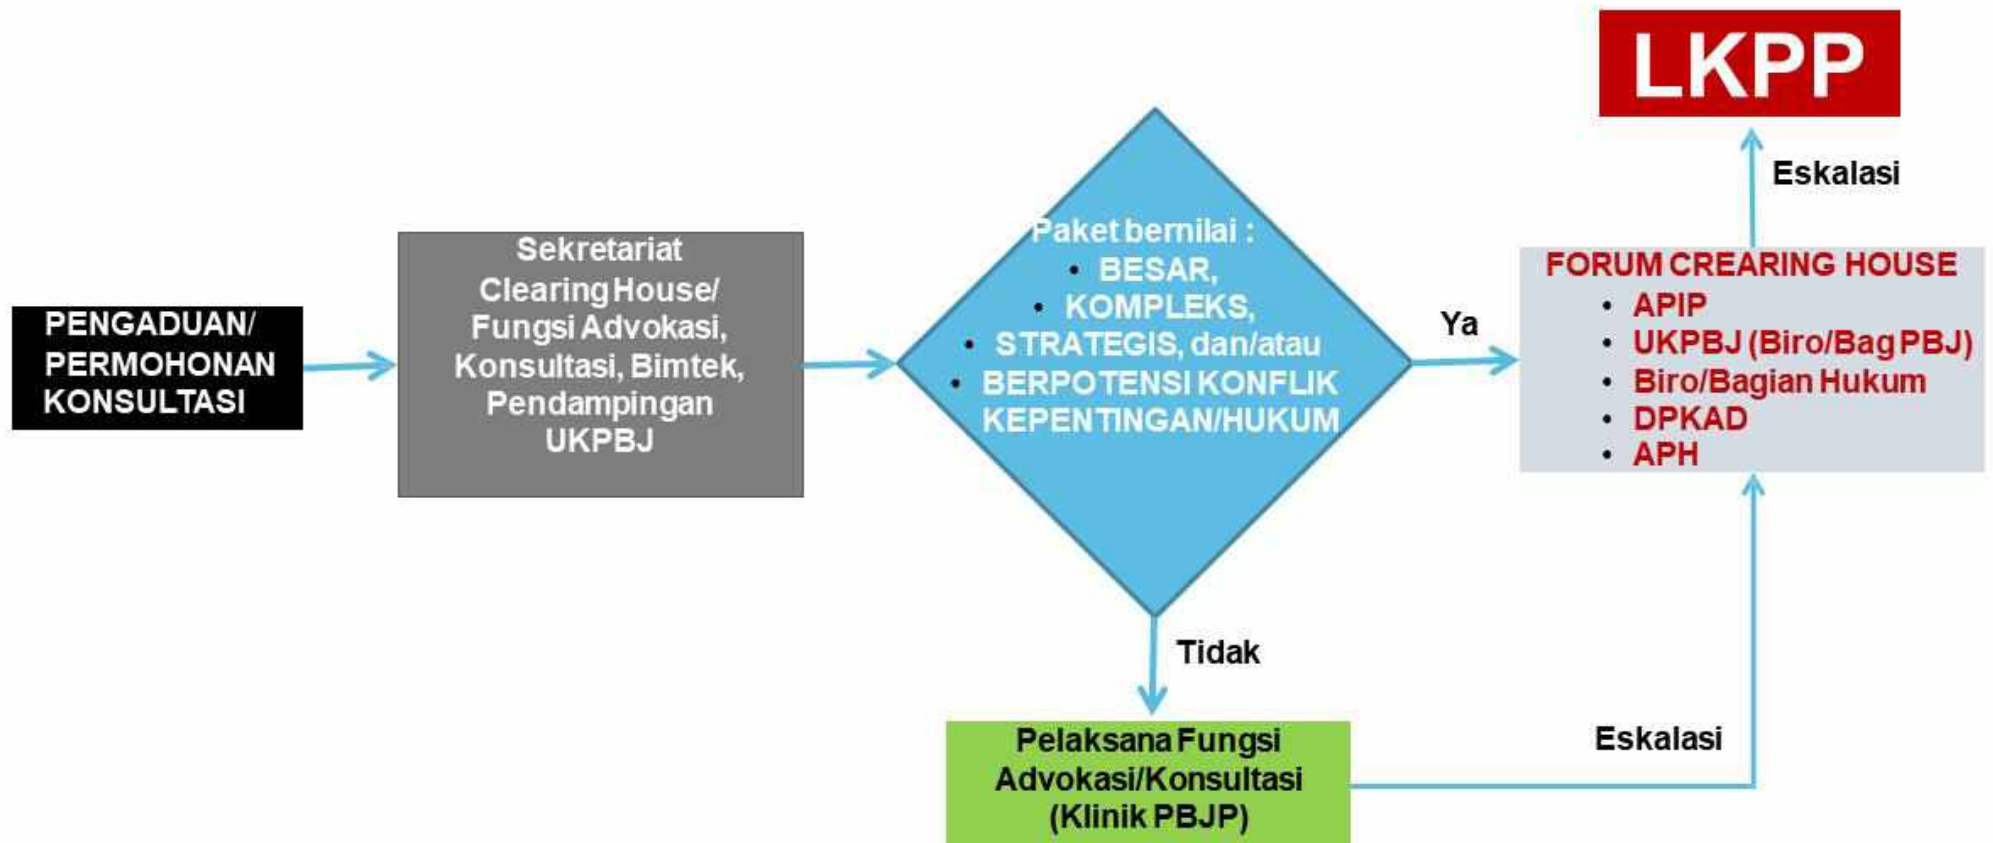 PENGADUAN/
PERMOHONAN
KONSULTASI
Sekretariat
Clearing House/
Fungsi Advokasi,
Konsultasi, Bimtek,
Pendampingan
UKPBJ
Paket bernilai :
• BESAR,
• KOMPLEKS,
• STRATEGIS, dan/atau
• BERPOTENSI KONFLIK
KEPENTINGAN/HUKUM
Ya
Tidak
Pelaksana Fungsi
Advokasi/Konsultasi
(Klinik PBJP)
Eskalasi
FORUM CREARING HOUSE
• APIP
• UKPBJ (Biro/Bag PBJ)
• Biro/Bagian Hukum
• DPKAD
• APH
Eskalasi
LKPP